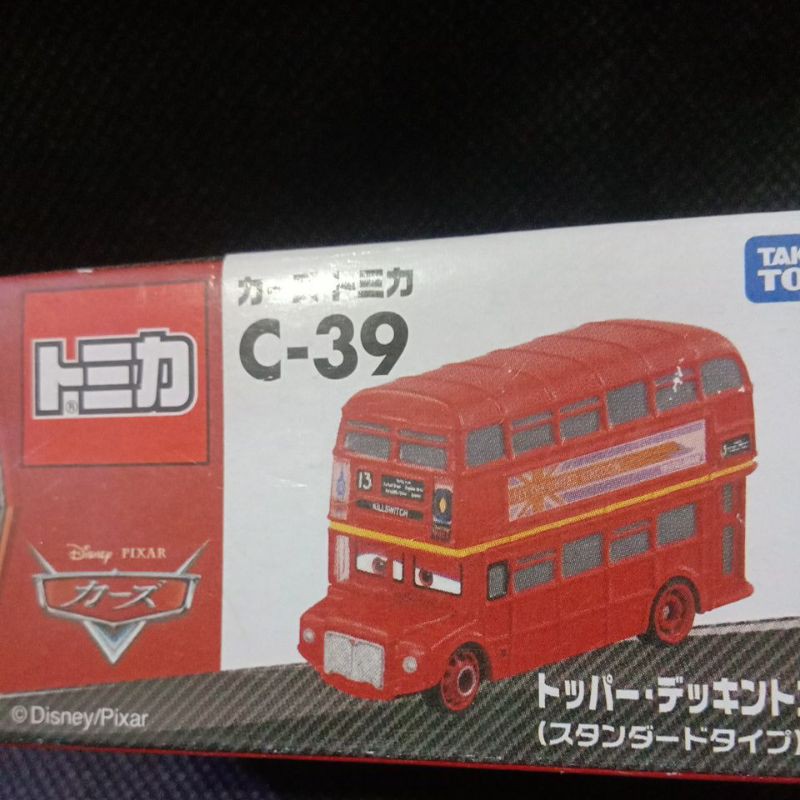 カーズ トミカ
C-39
TAK
TO
トミカ®
13
KILLSWITCH
Disney PIXAR
カーズ
トッパー・デッキント
(スタンダードタイプ)
©Disney/Pixar